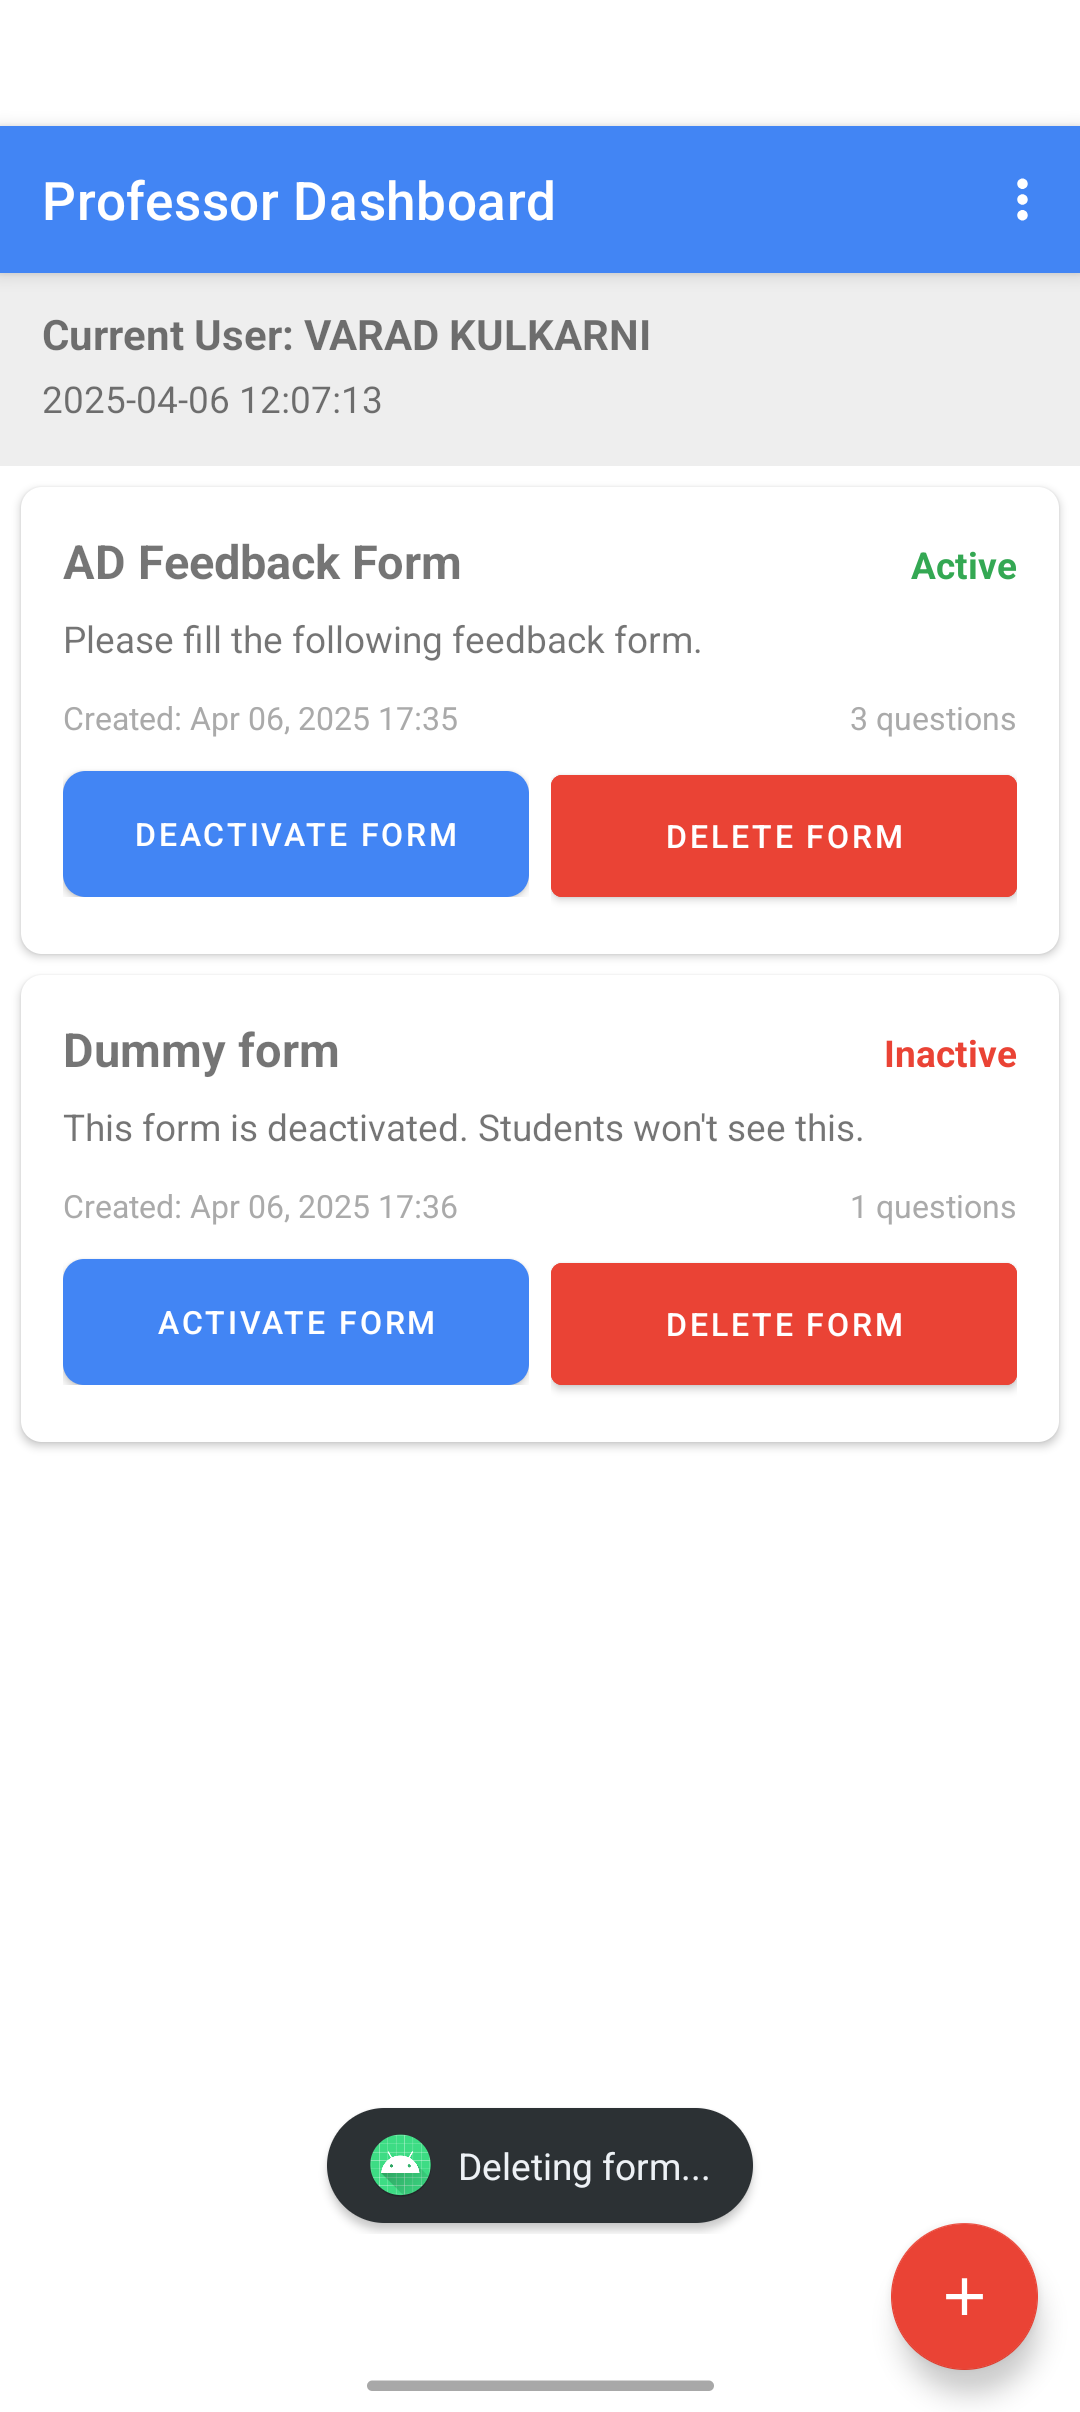 Professor Dashboard
Current User: VARAD KULKARNI
2025-04-06 12:07:13
AD Feedback Form
Active
Please fill the following feedback form.
Created: Apr 06, 2025 17:35
3 questions
DEACTIVATE FORM
DELETE FORM
Dummy form
Inactive
This form is deactivated. Students won't see this.
Created: Apr 06, 2025 17:36
1 questions
ACTIVATE FORM
DELETE FORM
Deleting form...